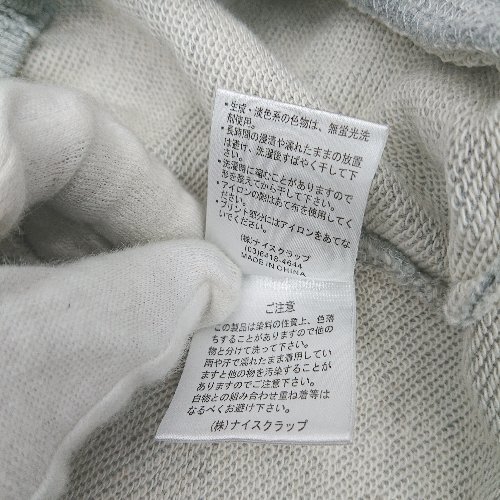 ・生成・淡色系の色物は、無蛍光洗
剤使用。
・長時間の浸漬や濡れたままの放置
は避け、洗濯後すばやく干して下
さい。
・洗濯時に縮むことがありますので
形を整えてから干して下さい。
・アイロンの際はあて布を使用してく
・プリント部分にはアイロンをあてな
いでください。
(株)ナイスクラップ
(03)6418-4644
MADE IN CHINA
ご注意
この製品は染料の性質上、色落
ちすることがありますので他の
物と分けて洗って下さい。
雨や汗で濡れたまま着用してい
ますと他の物を汚染することが
ありますのでご注意下さい。
白物との組み合わせ重ね着等は
なるべくお避け下さい。
(株)ナイスクラップ